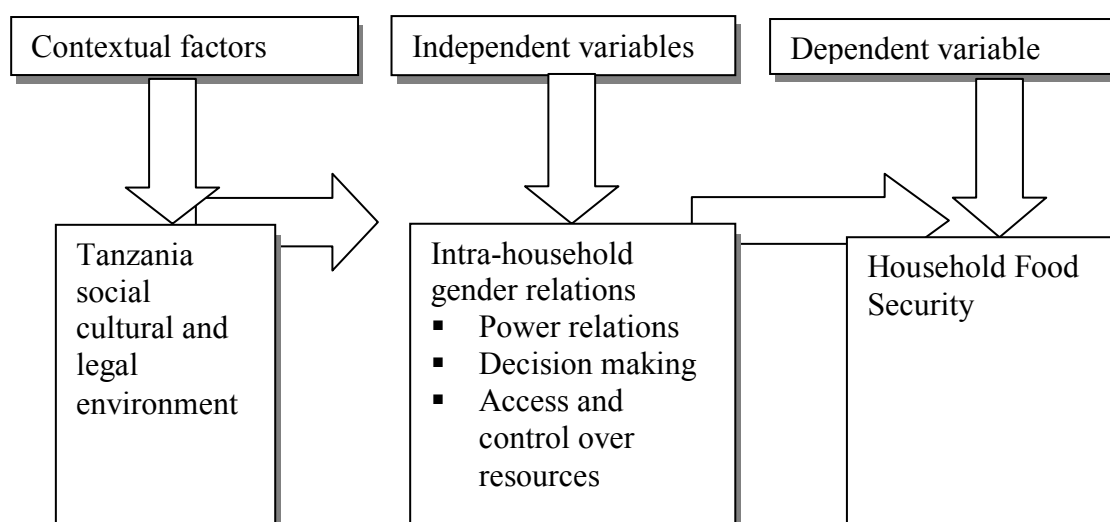 Contextual factors
Independent variables
Dependent variable
Tanzania
social
cultural and
legal
environment
Intra-household
gender relations
▪ Power relations
▪ Decision making
▪ Access and
control over
resources
Household Food
Security